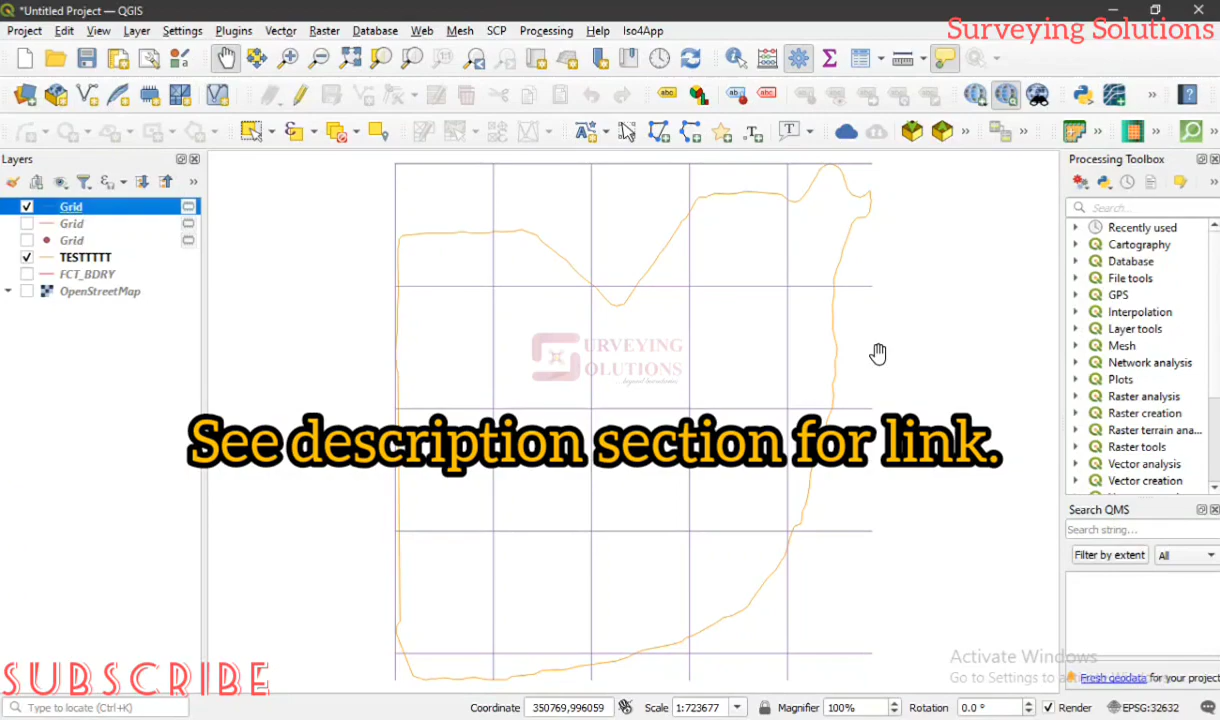 *Untitled Project — QGIS
Project Edit View Layer Settings Plugins Vector Raster Database Web Mesh SCP Processing Help Iso4App
Surveying Solutions
Layers
Grid
Grid
Grid
TESTTTTT
FCT_BDRY
OpenStreetMap
SURVEYING
SOLUTIONS
See description section for link.
Processing Toolbox
Search...
Recently used
Cartography
Database
File tools
GPS
Interpolation
Layer tools
Mesh
Network analysis
Plots
Raster analysis
Raster creation
Raster terrain ana...
Raster tools
Vector analysis
Vector creation
Search QMS
Search string...
Filter by extent All
Activate Windows
Go to Settings to
Fresh geodata for your project
SUBSCRIBE
Type to locate (Ctrl+K) Coordinate 350769,996059 Scale 1:723677 Magnifier 100% Rotation 0.0 ° Render EPSG:32632